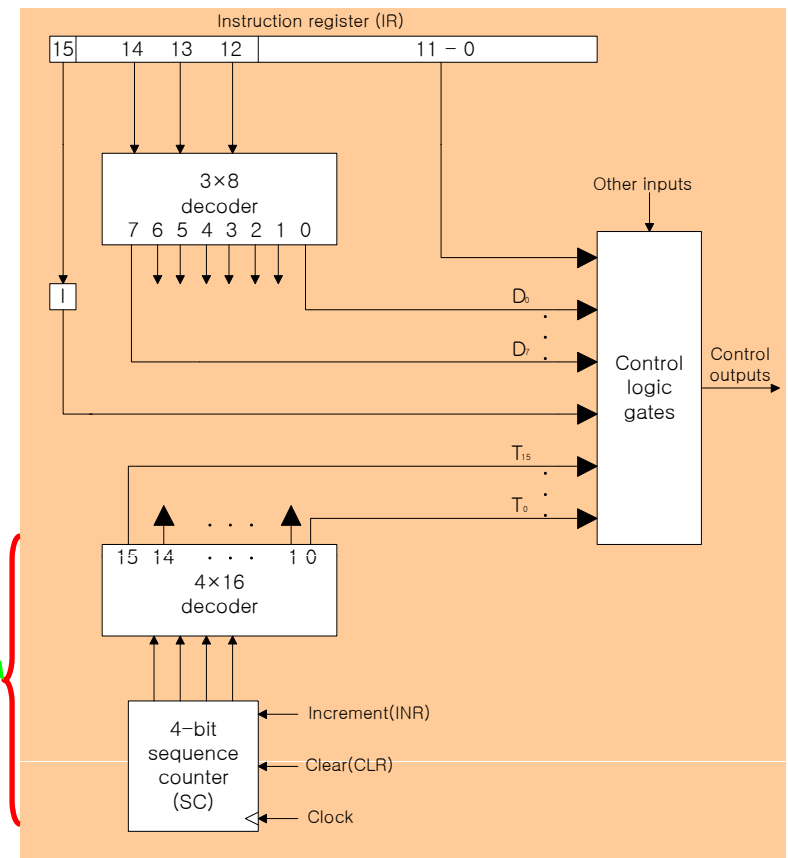 Instruction register (IR)
15 14 13 12 11 - 0
3×8
decoder
7 6 5 4 3 2 1 0
Other inputs
I
D₀
D₇
Control
logic
gates
Control
outputs
T₁₅
T₀
15 14 . . . 1 0
4×16
decoder
4-bit
sequence
counter
(SC)
Increment(INR)
Clear(CLR)
Clock